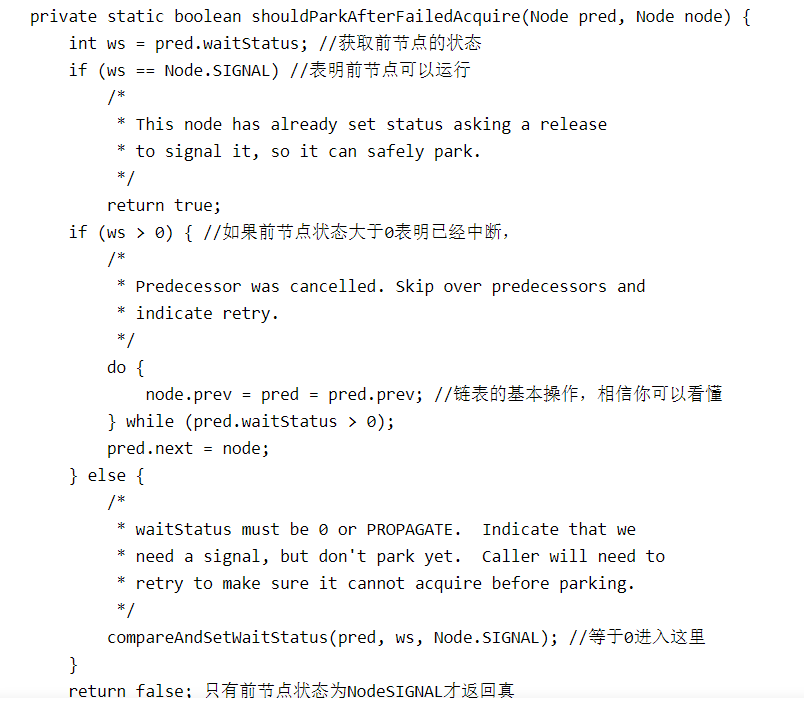 private static boolean shouldParkAfterFailedAcquire(Node pred, Node node) {
    int ws = pred.waitStatus; //获取前节点的状态
    if (ws == Node.SIGNAL) //表明前节点可以运行
        /*
         * This node has already set status asking a release
         * to signal it, so it can safely park.
         */
        return true;
    if (ws > 0) { //如果前节点状态大于0表明已经中断,
        /*
         * Predecessor was cancelled. Skip over predecessors and
         * indicate retry.
         */
        do {
            node.prev = pred = pred.prev; //链表的基本操作，相信你可以看懂
        } while (pred.waitStatus > 0);
        pred.next = node;
    } else {
        /*
         * waitStatus must be 0 or PROPAGATE.  Indicate that we
         * need a signal, but don't park yet.  Caller will need to
         * retry to make sure it cannot acquire before parking.
         */
        compareAndSetWaitStatus(pred, ws, Node.SIGNAL); //等于0进入这里
    }
    return false; 只有前节点状态为NodeSIGNAL才返回真